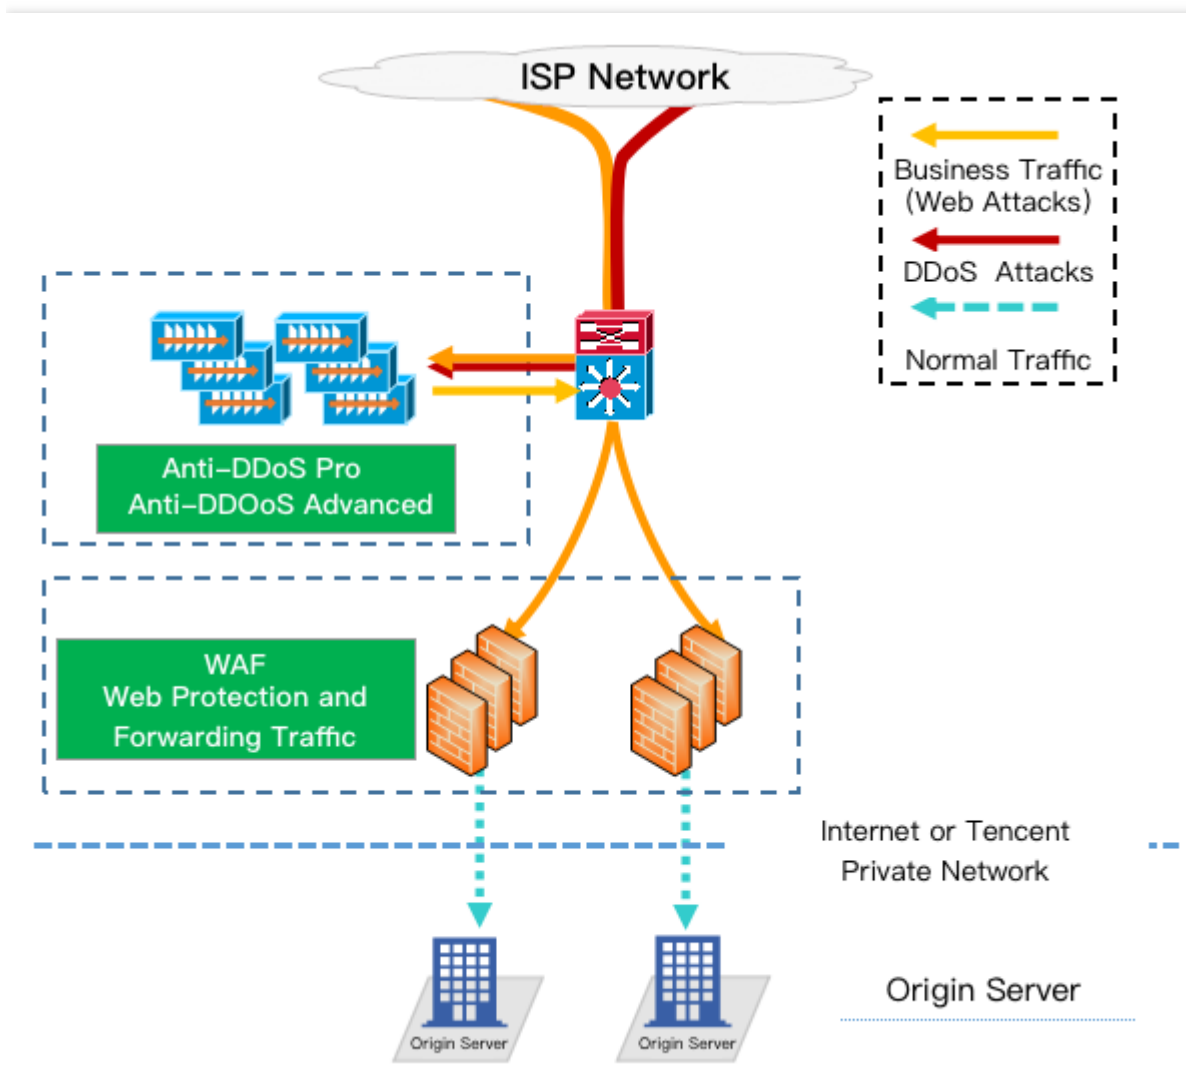 ISP Network
Business Traffic
(Web Attacks)
DDoS Attacks
Normal Traffic
Anti-DDoS Pro
Anti-DDOoS Advanced
WAF
Web Protection and
Forwarding Traffic
Internet or Tencent
Private Network
Origin Server
Origin Server
Origin Server